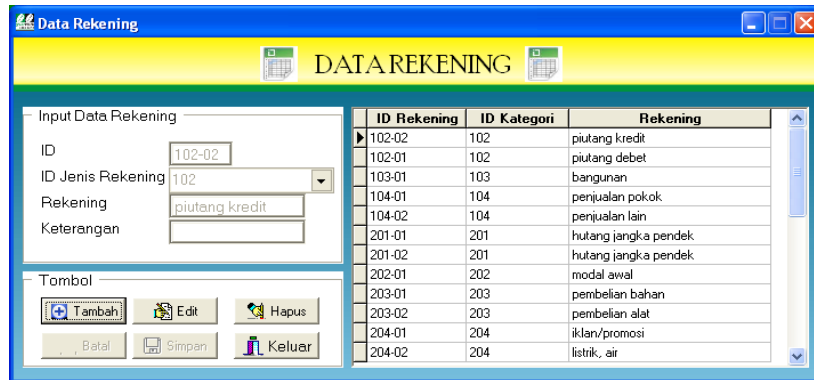 Data Rekening
DATA REKENING
Input Data Rekening
ID 102-02
ID Jenis Rekening 102
Rekening piutang kredit
Keterangan
Tombol
Tambah Edit Hapus
Batal Simpan Keluar
ID Rekening ID Kategori Rekening
102-02 102 piutang kredit
102-01 102 piutang debet
103-01 103 bangunan
104-01 104 penjualan pokok
104-02 104 penjualan lain
201-01 201 hutang jangka pendek
201-02 201 hutang jangka pendek
202-01 202 modal awal
203-01 203 pembelian bahan
203-02 203 pembelian alat
204-01 204 iklan/promosi
204-02 204 listrik, air